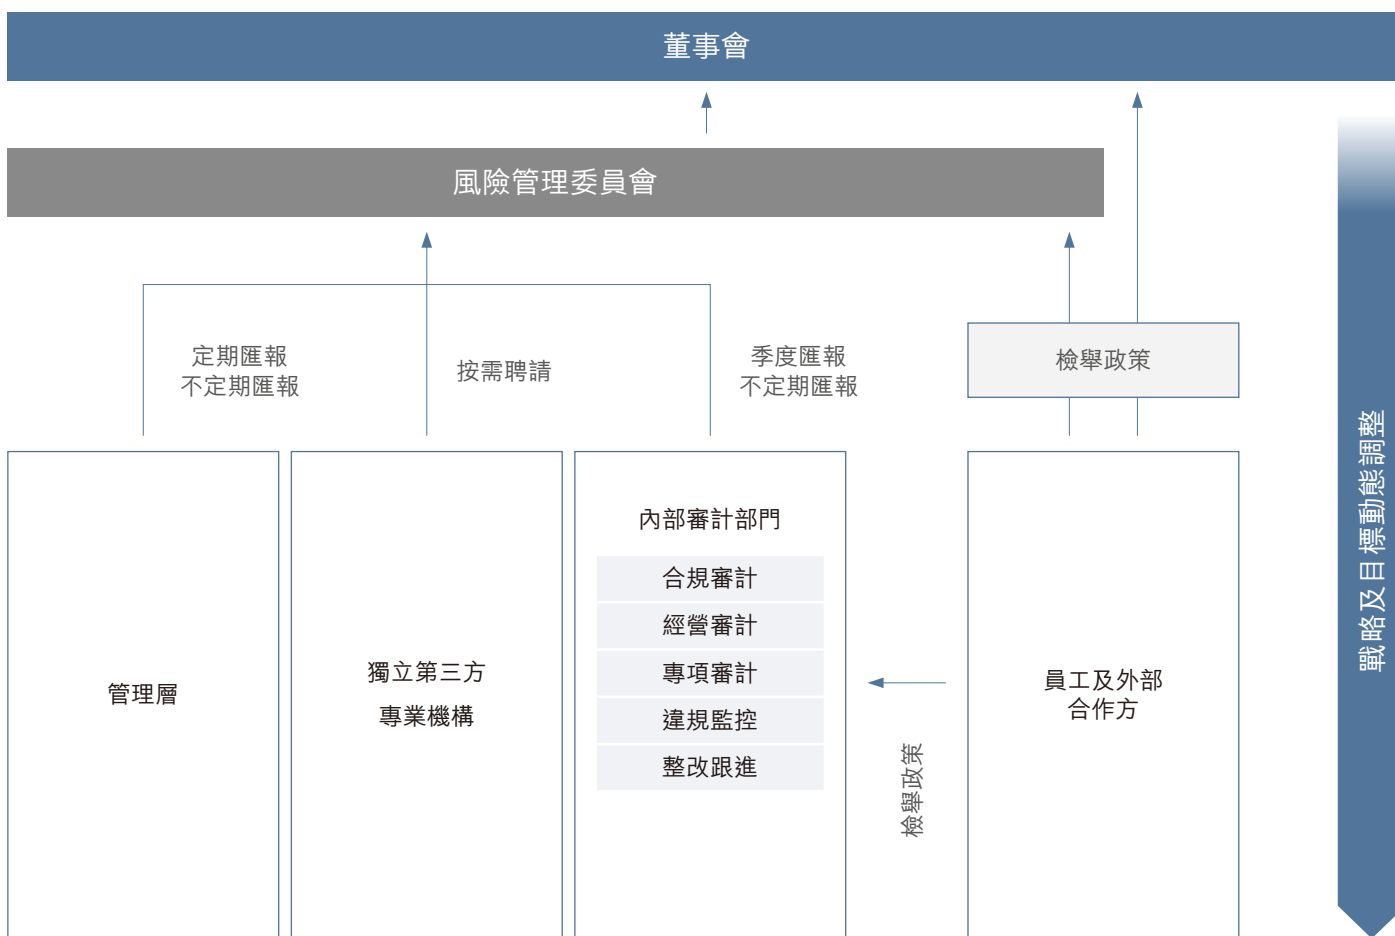 董事會
風險管理委員會
定期匯報
不定期匯報
按需聘請
季度匯報
不定期匯報
檢舉政策
管理層
獨立第三方
專業機構
內部審計部門
合規審計
經營審計
專項審計
違規監控
整改跟進
檢舉政策
員工及外部
合作方
戰略及目標動態調整